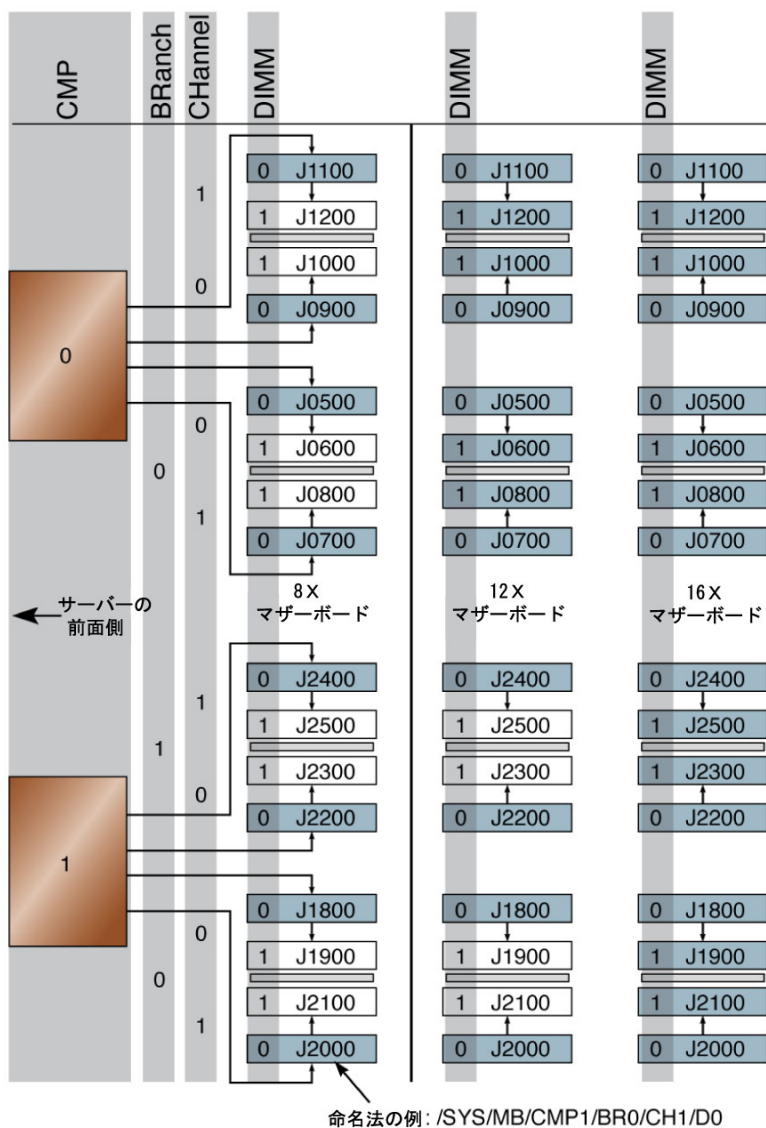 CMP BRanch CHannel DIMM DIMM DIMM
0 J1100 0 J1100 0 J1100
1
1 J1200 1 J1200 1 J1200
1 J1000 1 J1000 1 J1000
0
0 J0900 0 J0900 0 J0900
0
0 J0500 0 J0500 0 J0500
0
1 J0600 1 J0600 1 J0600
0
1 J0800 1 J0800 1 J0800
1
0 J0700 0 J0700 0 J0700
8X 12X 16X
マザーボード マザーボード マザーボード
サーバーの
前面側
0 J2400 0 J2400 0 J2400
1
1 J2500 1 J2500 1 J2500
1
1 J2300 1 J2300 1 J2300
0
0 J2200 0 J2200 0 J2200
1
0 J1800 0 J1800 0 J1800
0
1 J1900 1 J1900 1 J1900
0
1 J2100 1 J2100 1 J2100
1
0 J2000 0 J2000 0 J2000
命名法の例: /SYS/MB/CMP1/BR0/CH1/D0